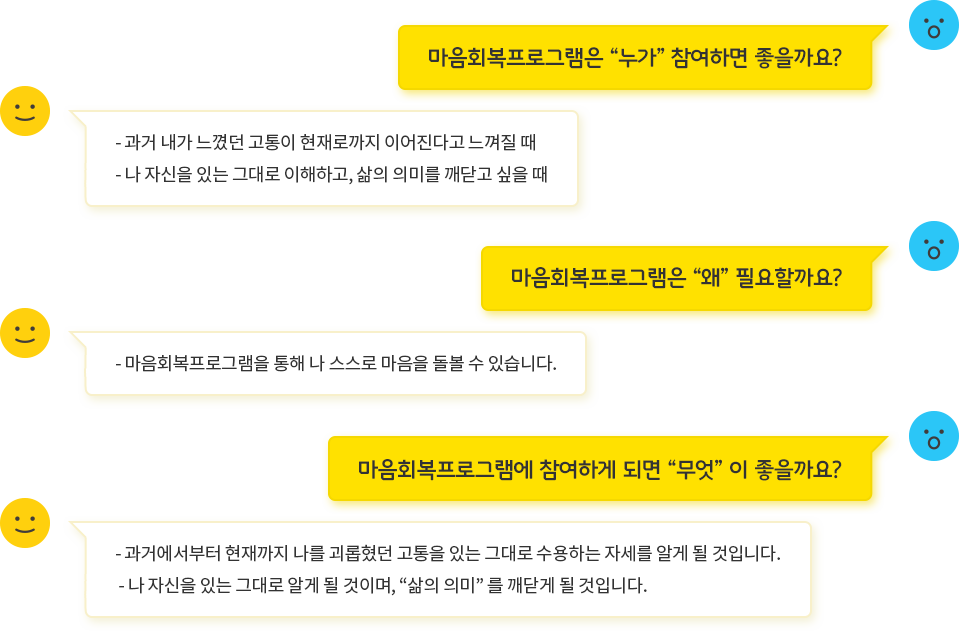 마음회복프로그램은 “누가” 참여하면 좋을까요?
- 과거 내가 느꼈던 고통이 현재로까지 이어진다고 느껴질 때
- 나 자신을 있는 그대로 이해하고, 삶의 의미를 깨닫고 싶을 때
마음회복프로그램은 “왜” 필요할까요?
- 마음회복프로그램을 통해 나 스스로 마음을 돌볼 수 있습니다.
마음회복프로그램에 참여하게 되면 “무엇” 이 좋을까요?
- 과거에서부터 현재까지 나를 괴롭혔던 고통을 있는 그대로 수용하는 자세를 알게 될 것입니다.
- 나 자신을 있는 그대로 알게 될 것이며, “삶의 의미” 를 깨닫게 될 것입니다.